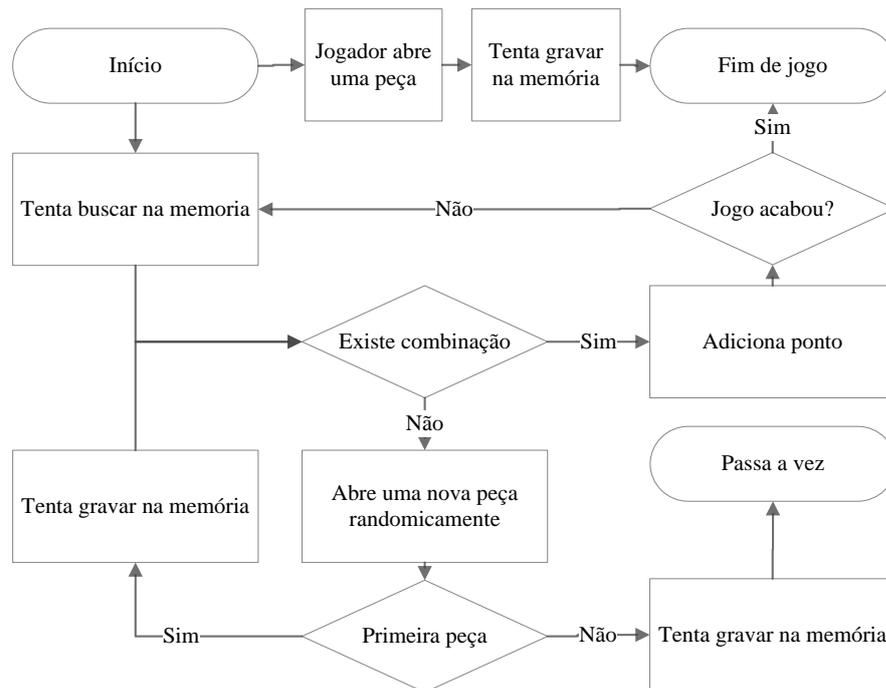 Início
Jogador abre
uma peça
Tenta gravar
na memória
Fim de jogo
Sim
Tenta buscar na memoria
Não
Jogo acabou?
Existe combinação
Sim
Adiciona ponto
Não
Passa a vez
Tenta gravar na memória
Abre uma nova peça
randomicamente
Sim
Primeira peça
Não
Tenta gravar na memória